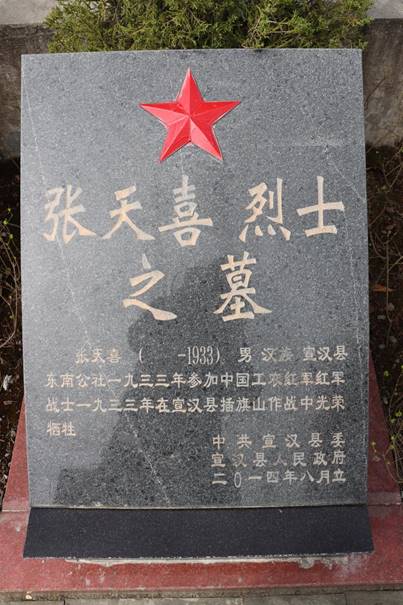 张天喜 烈士
之墓
张天喜 ( -1933) 男 汉族 宣汉县
东南公社一九三三年参加中国工农红军红军
战士一九三三年在宣汉县插旗山作战中光荣
牺牲
中共宣汉县委
宣汉县人民政府
二〇一四年八月立